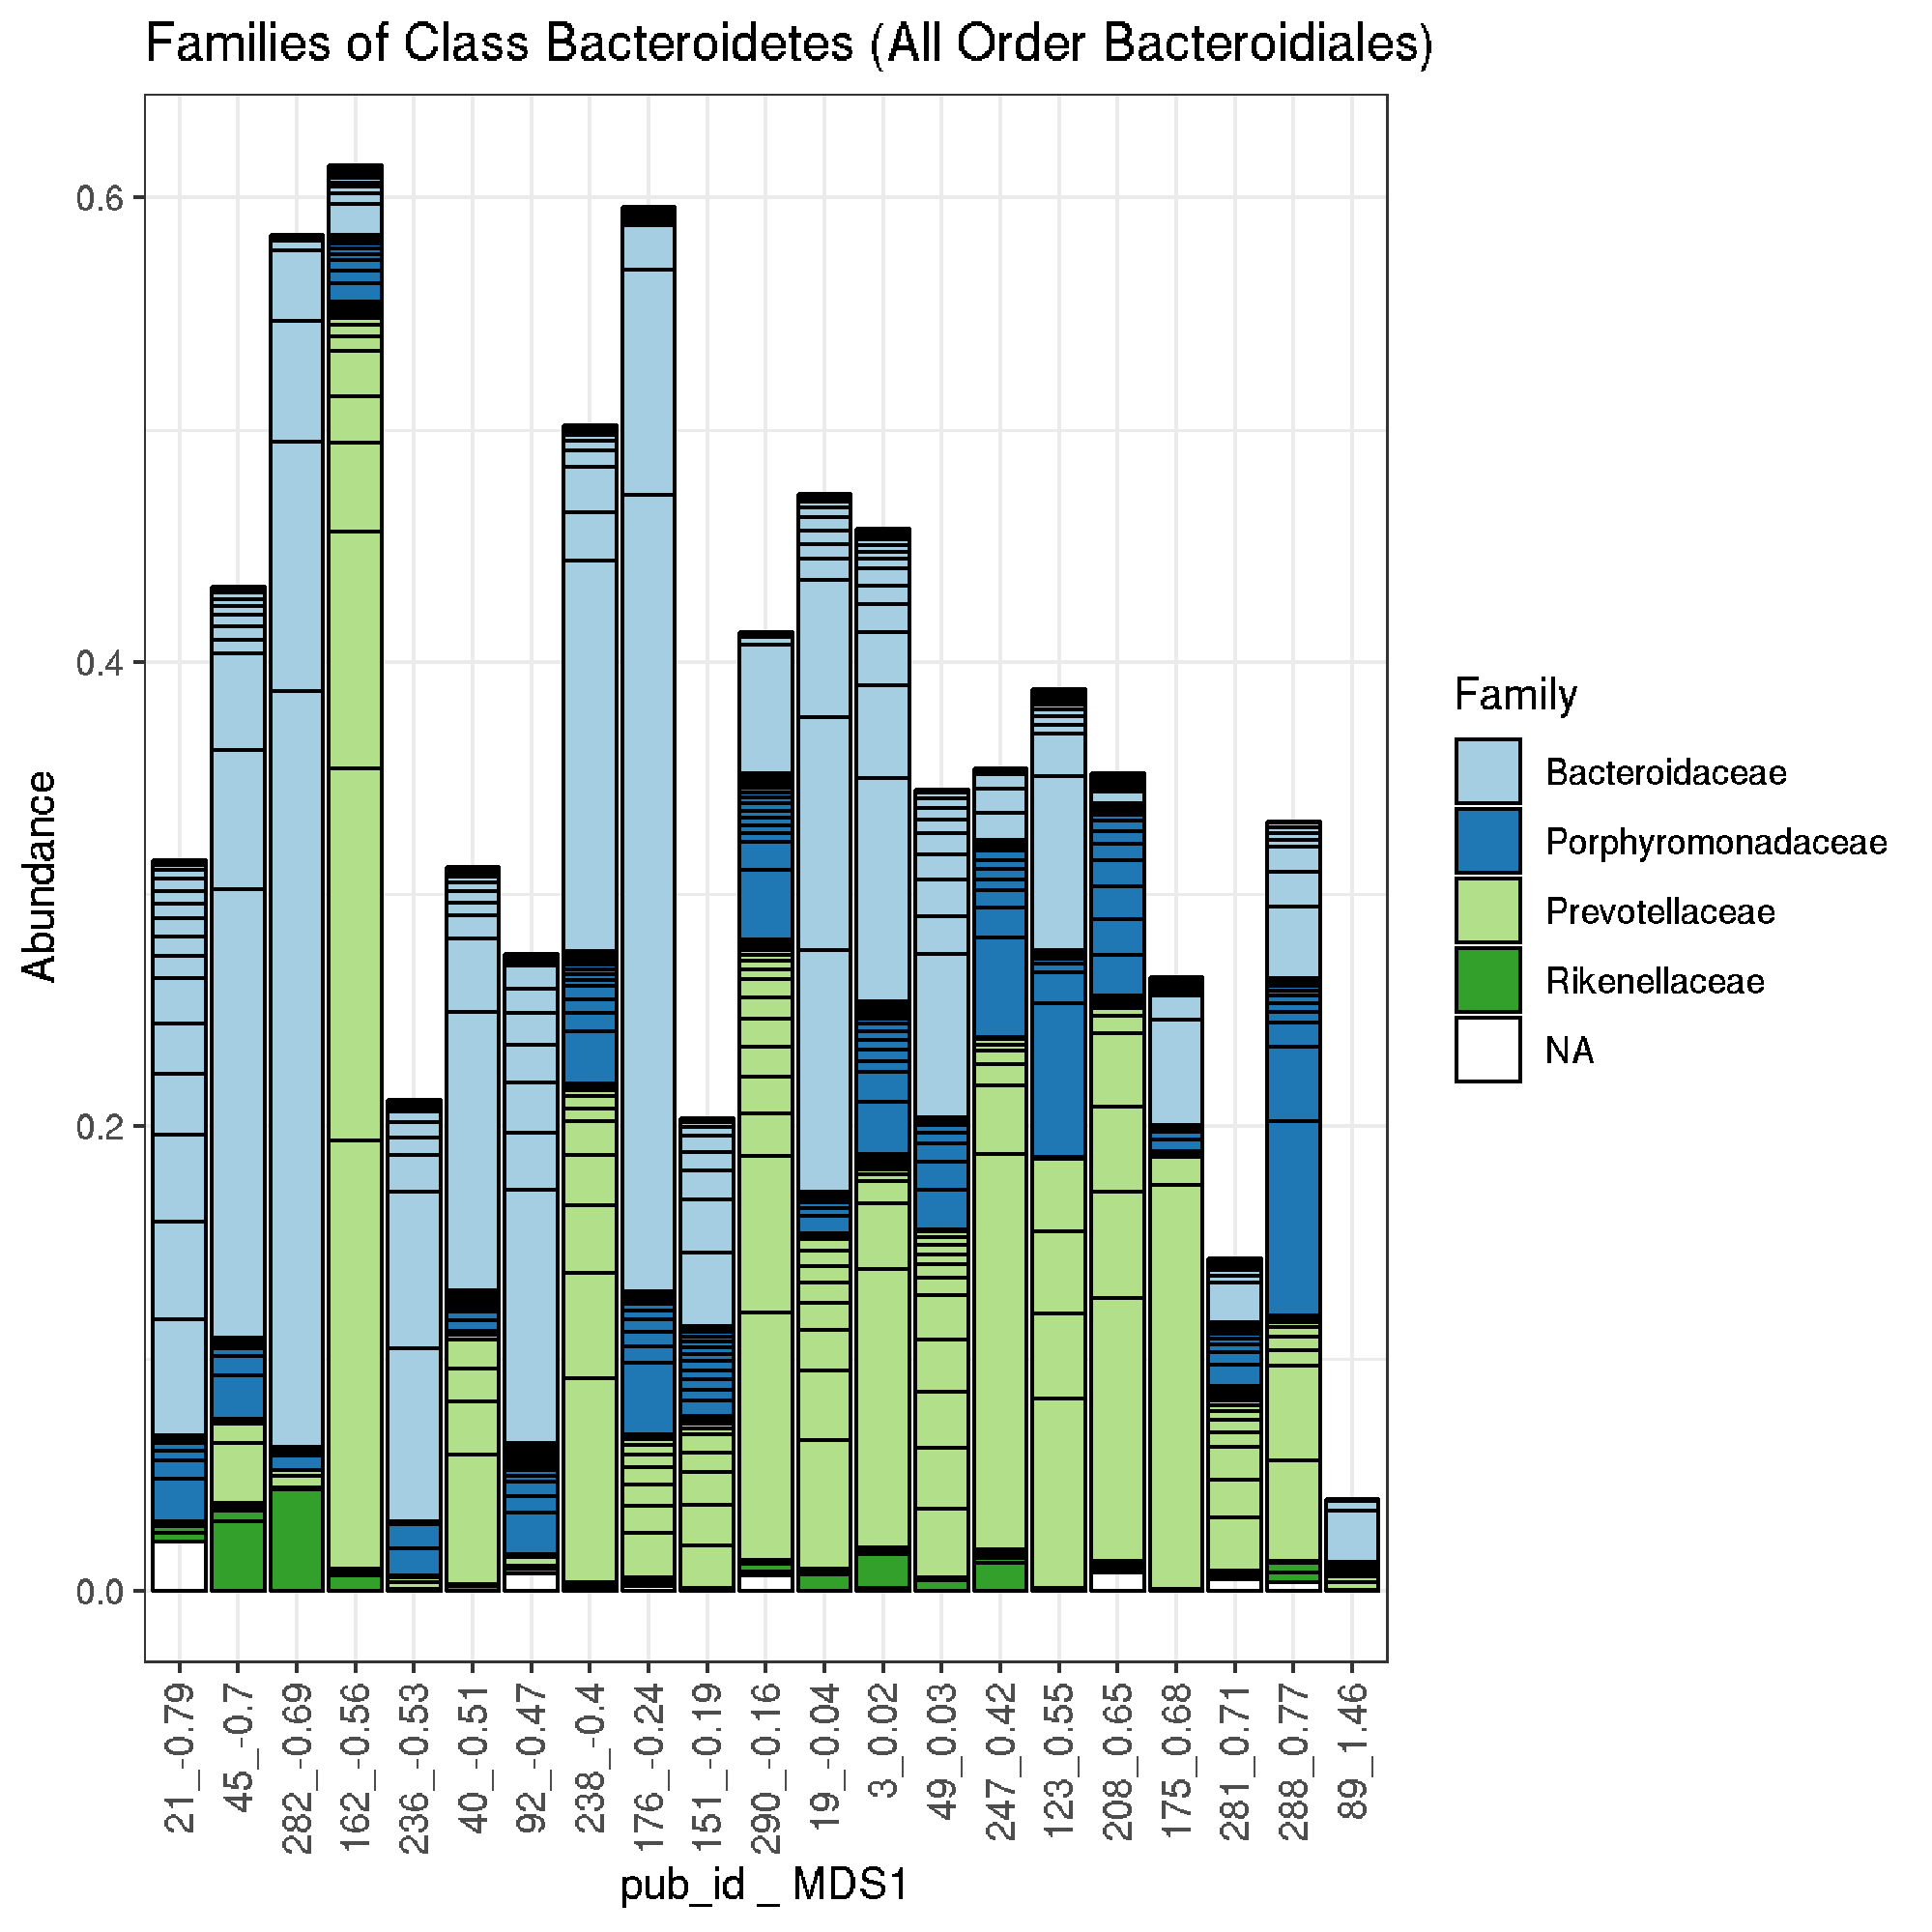 Families of Class Bacteroidetes (All Order Bacteroidiales)
Abundance
0.6
0.4
0.2
0.0
21_-0.79
45_-0.7
282_-0.69
162_-0.56
236_-0.53
40_-0.51
92_-0.47
238_-0.4
176_-0.24
151_-0.19
290_-0.16
19_-0.04
3_0.02
49_0.03
247_0.42
123_0.55
208_0.65
175_0.68
281_0.71
288_0.77
89_1.46
pub_id _ MDS1
Family
Bacteroidaceae
Porphyromonadaceae
Prevotellaceae
Rikenellaceae
NA